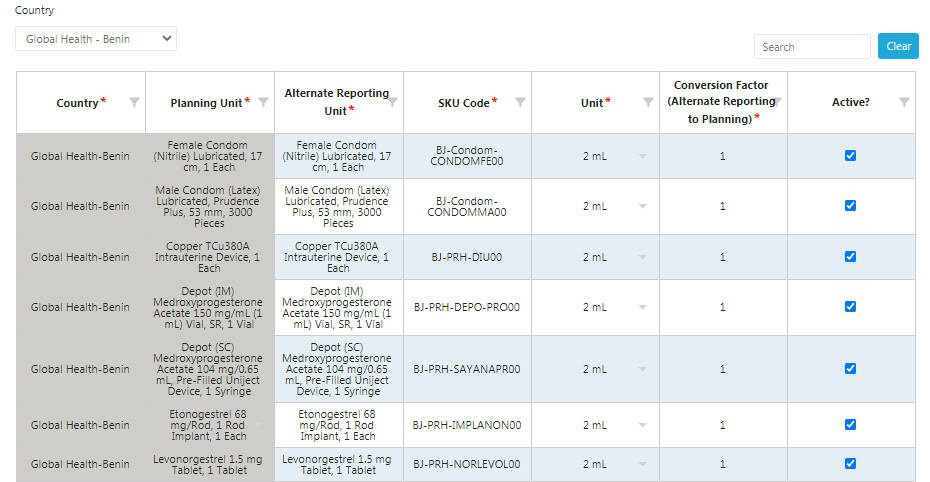 Country
Global Health - Benin
Search
Clear
Country*
Planning Unit*
Alternate Reporting
Unit*
SKU Code*
Unit*
Conversion Factor
(Alternate Reporting
to Planning)*
Active?
Global Health-Benin
Female Condom
(Nitrile) Lubricated, 17
cm, 1 Each
Female Condom
(Nitrile) Lubricated, 17
cm, 1 Each
BJ-Condom-
CONDOMFE00
2 mL
1
Global Health-Benin
Male Condom (Latex)
Lubricated, Prudence
Plus, 53 mm, 3000
Pieces
Male Condom (Latex)
Lubricated, Prudence
Plus, 53 mm, 3000
Pieces
BJ-Condom-
CONDOMMA00
2 mL
1
Global Health-Benin
Copper TCu380A
Intrauterine Device, 1
Each
Copper TCu380A
Intrauterine Device, 1
Each
BJ-PRH-DIU00
2 mL
1
Global Health-Benin
Depot (IM)
Medroxyprogesterone
Acetate 150 mg/mL (1
mL) Vial, SR, 1 Vial
Depot (IM)
Medroxyprogesterone
Acetate 150 mg/mL (1
mL) Vial, SR, 1 Vial
BJ-PRH-DEPO-PRO00
2 mL
1
Global Health-Benin
Depot (SC)
Medroxyprogesterone
Acetate 104 mg/0.65
mL, Pre-Filled Uniject
Device, 1 Syringe
Depot (SC)
Medroxyprogesterone
Acetate 104 mg/0.65
mL, Pre-Filled Uniject
Device, 1 Syringe
BJ-PRH-SAYANAPR00
2 mL
1
Global Health-Benin
Etonogestrel 68
mg/Rod, 1 Rod
Implant, 1 Each
Etonogestrel 68
mg/Rod, 1 Rod
Implant, 1 Each
BJ-PRH-IMPLANON00
2 mL
1
Global Health-Benin
Levonorgestrel 1.5 mg
Tablet, 1 Tablet
Levonorgestrel 1.5 mg
Tablet, 1 Tablet
BJ-PRH-NORLEVOL00
2 mL
1